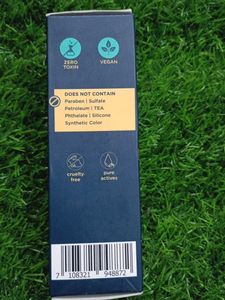 ZERO
TOXIN
VEGAN
DOES NOT CONTAIN
Paraben | Sulfate
Petroleum | TEA
Phthelate | Silicone
Synthetic Color
cruelty
free
pure
actives
7 108321 948872